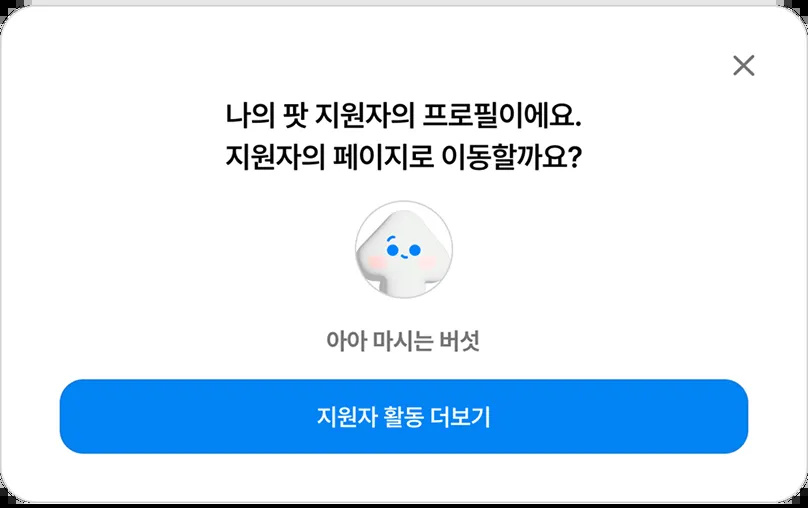 나의 팟 지원자의 프로필이에요.
지원자의 페이지로 이동할까요?
아아 마시는 버섯
지원자 활동 더보기